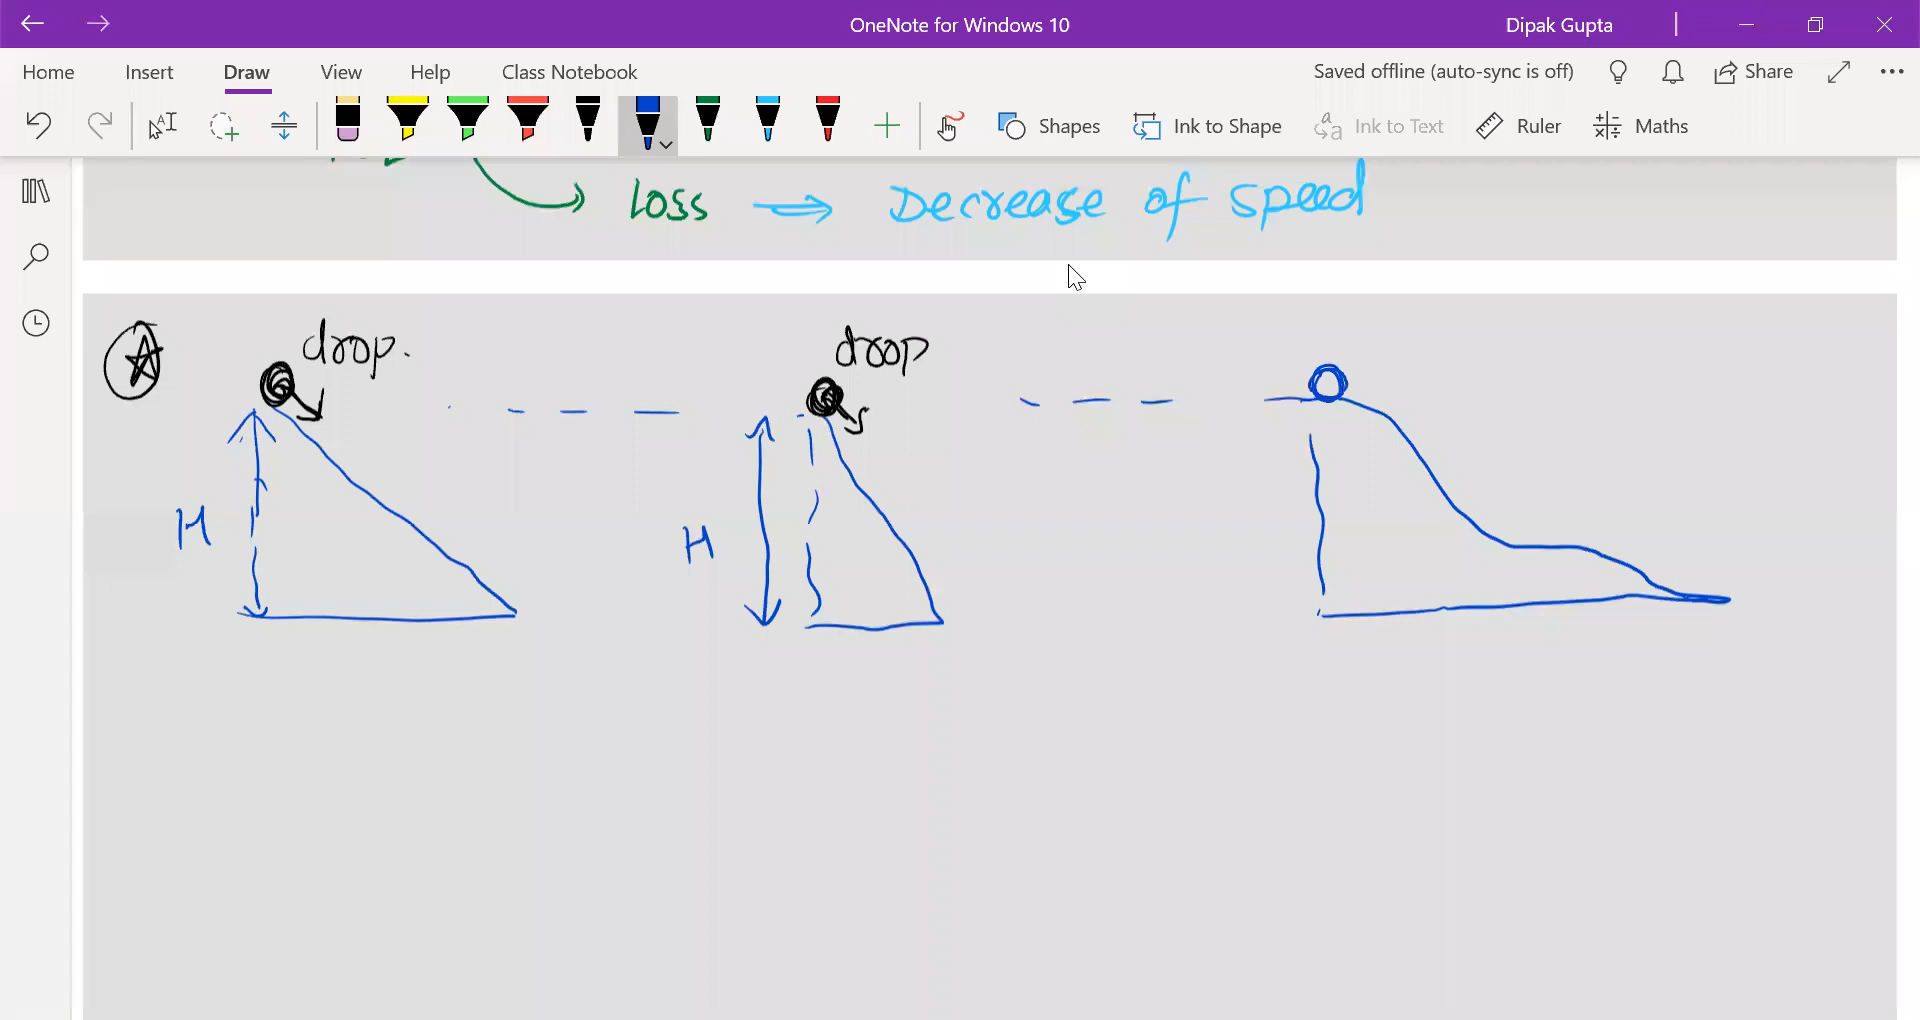 OneNote for Windows 10
Dipak Gupta
Home Insert Draw View Help Class Notebook
Saved offline (auto-sync is off) Share
Shapes Ink to Shape Ink to Text Ruler Maths
Loss ⇒ Decrease of speed
drop. drop
H H